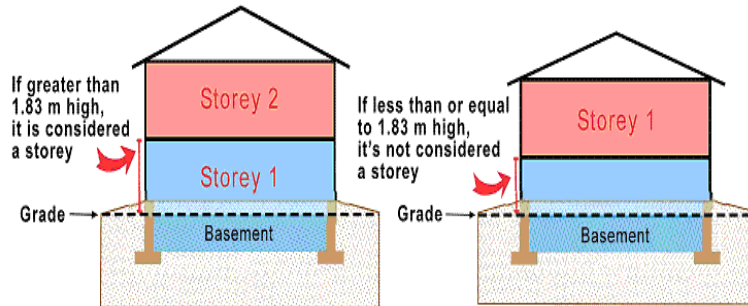 If greater than
1.83 m high,
it is considered
a storey
Storey 2
Storey 1
Grade
Basement
If less than or equal
to 1.83 m high,
it's not considered
a storey
Storey 1
Grade
Basement